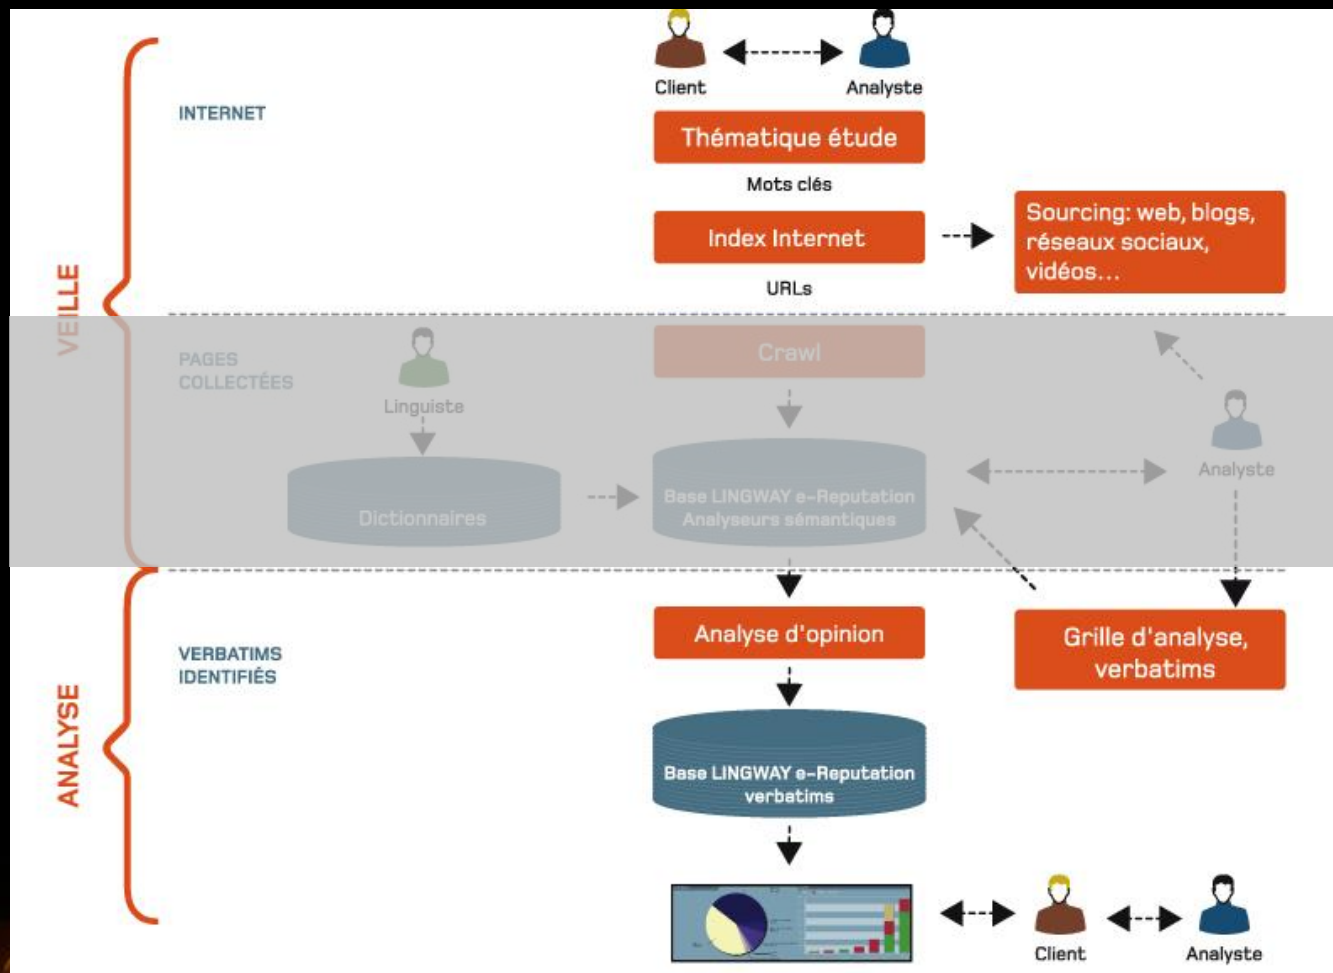 Client
Analyste
INTERNET
Thématique étude
Mots clés
Index Internet
Sourcing: web, blogs,
réseaux sociaux,
vidéos...
URLs
VEILLE
PAGES
COLLECTÉES
Linguiste
Crawl
Analyste
Dictionnaires
Base LINGWAY e-Reputation
Analyseurs sémantiques
ANALYSE
VERBATIMS
IDENTIFIÉS
Analyse d'opinion
Grille d'analyse,
verbatims
Base LINGWAY e-Reputation
verbatims
Client
Analyste